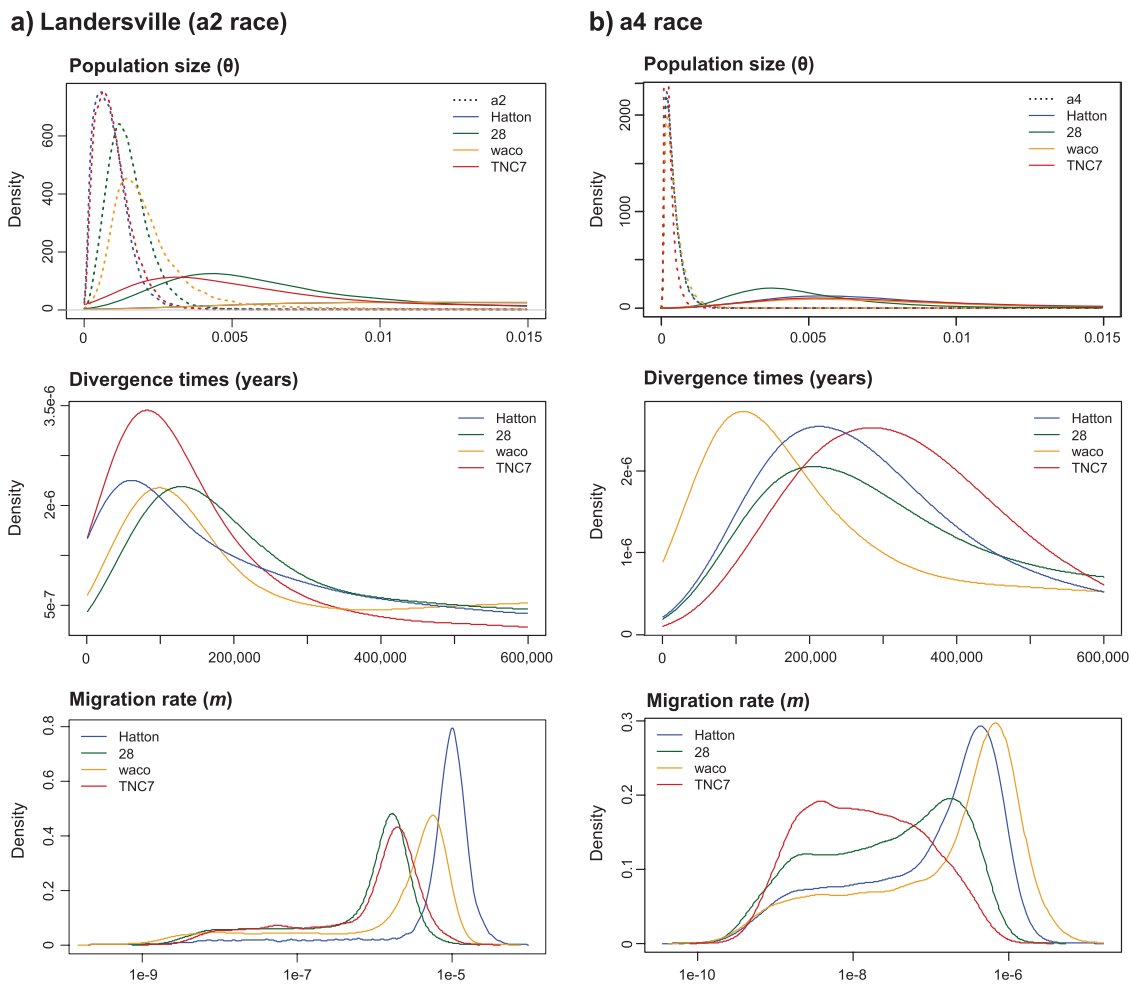 a) Landersville (a2 race)
Population size (θ)
Density
600
400
200
0
a2
Hatton
28
waco
TNC7
0 0.005 0.01 0.015
Divergence times (years)
Density
3.5e-6
2e-6
5e-7
Hatton
28
waco
TNC7
0 200,000 400,000 600,000
Migration rate (m)
Density
0.8
0.6
0.4
0.2
0
Hatton
28
waco
TNC7
1e-9 1e-7 1e-5
b) a4 race
Population size (θ)
Density
2000
1000
0
a4
Hatton
28
waco
TNC7
0 0.005 0.01 0.015
Divergence times (years)
Density
2e-6
1e-6
0
Hatton
28
waco
TNC7
0 200,000 400,000 600,000
Migration rate (m)
Density
0.3
0.2
0.1
0
Hatton
28
waco
TNC7
1e-10 1e-8 1e-6